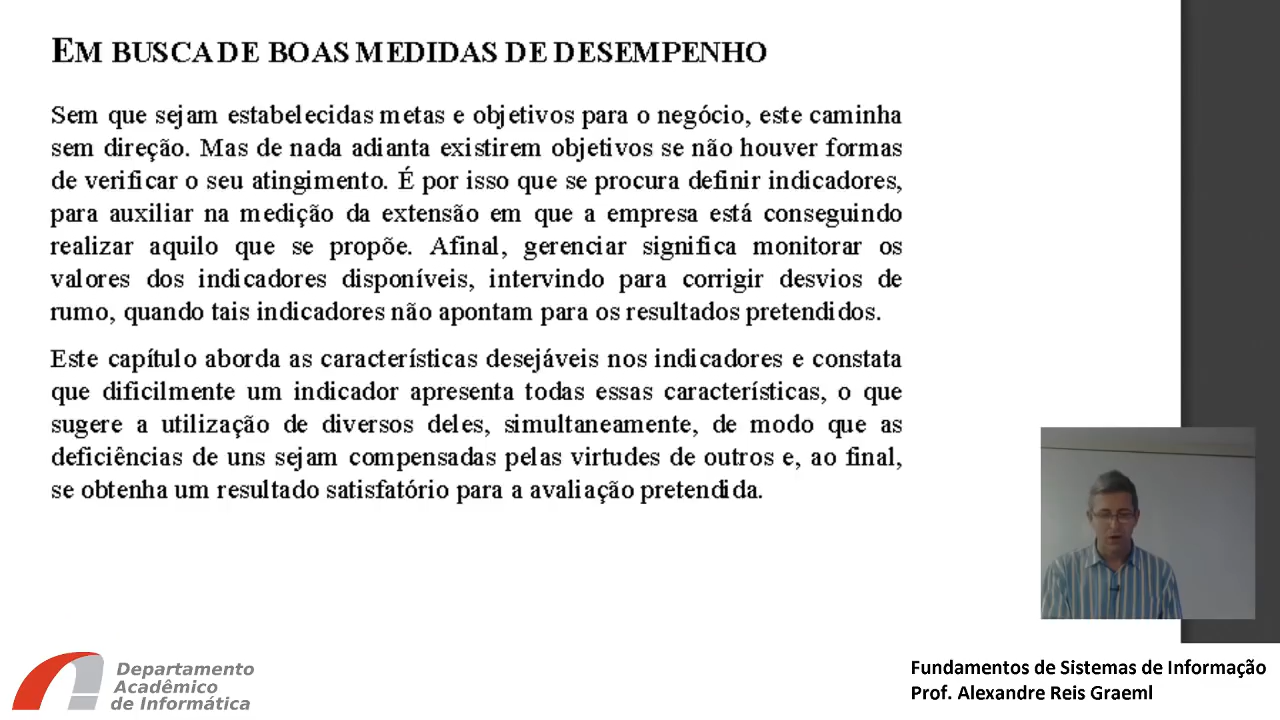 EM BUSCA DE BOAS MEDIDAS DE DESEMPENHO
Sem que sejam estabelecidas metas e objetivos para o negócio, este caminha
sem direção. Mas de nada adianta existirem objetivos se não houver formas
de verificar o seu atingimento. É por isso que se procura definir indicadores,
para auxiliar na medição da extensão em que a empresa está conseguindo
realizar aquilo que se propõe. Afinal, gerenciar significa monitorar os
valores dos indicadores disponíveis, intervindo para corrigir desvios de
rumo, quando tais indicadores não apontam para os resultados pretendidos.
Este capítulo aborda as características desejáveis nos indicadores e constata
que dificilmente um indicador apresenta todas essas características, o que
sugere a utilização de diversos deles, simultaneamente, de modo que as
deficiências de uns sejam compensadas pelas virtudes de outros e, ao final,
se obtenha um resultado satisfatório para a avaliação pretendida.
Departamento
Acadêmico
de Informática
Fundamentos de Sistemas de Informação
Prof. Alexandre Reis Graeml